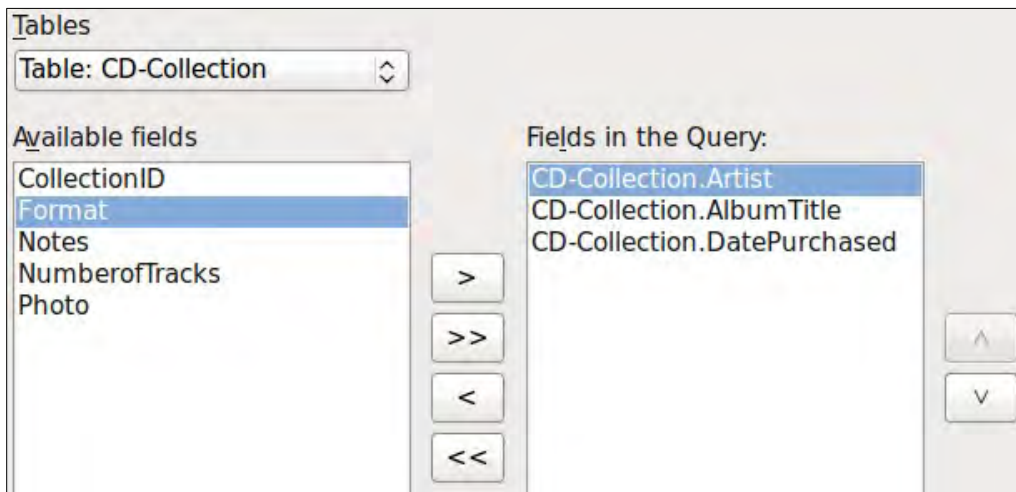 Tables
Table: CD-Collection
Available fields
CollectionID
Format
Notes
NumberofTracks
Photo
>
>>
<
<<
Fields in the Query:
CD-Collection.Artist
CD-Collection.AlbumTitle
CD-Collection.DatePurchased